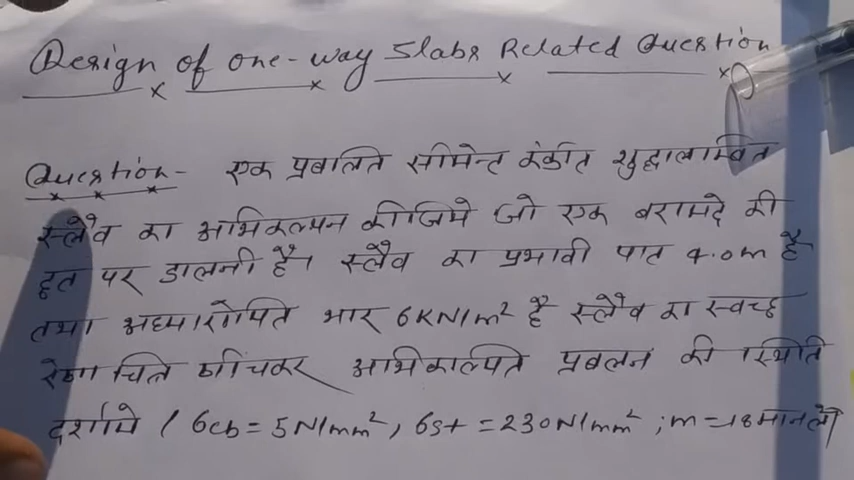 Design of one-way Slabs Related Question
Question- एक प्रबलित सीमेन्ट कंक्रीट शुद्धालम्बित
स्लैव का अभिकल्पन कीजिये जो एक बरामदे की
छत पर डालनी है। स्लैव का प्रभावी पाट 4.0m है
तथा अध्यारोपित भार 6KN/m² है स्लैव का स्वच्छ
रेखा चित्र खींचकर अभिकल्पित प्रबलन की स्थिति
दर्शाये ( σcb = 5N/mm², σst = 230N/mm² ; m = 18 मान लो)